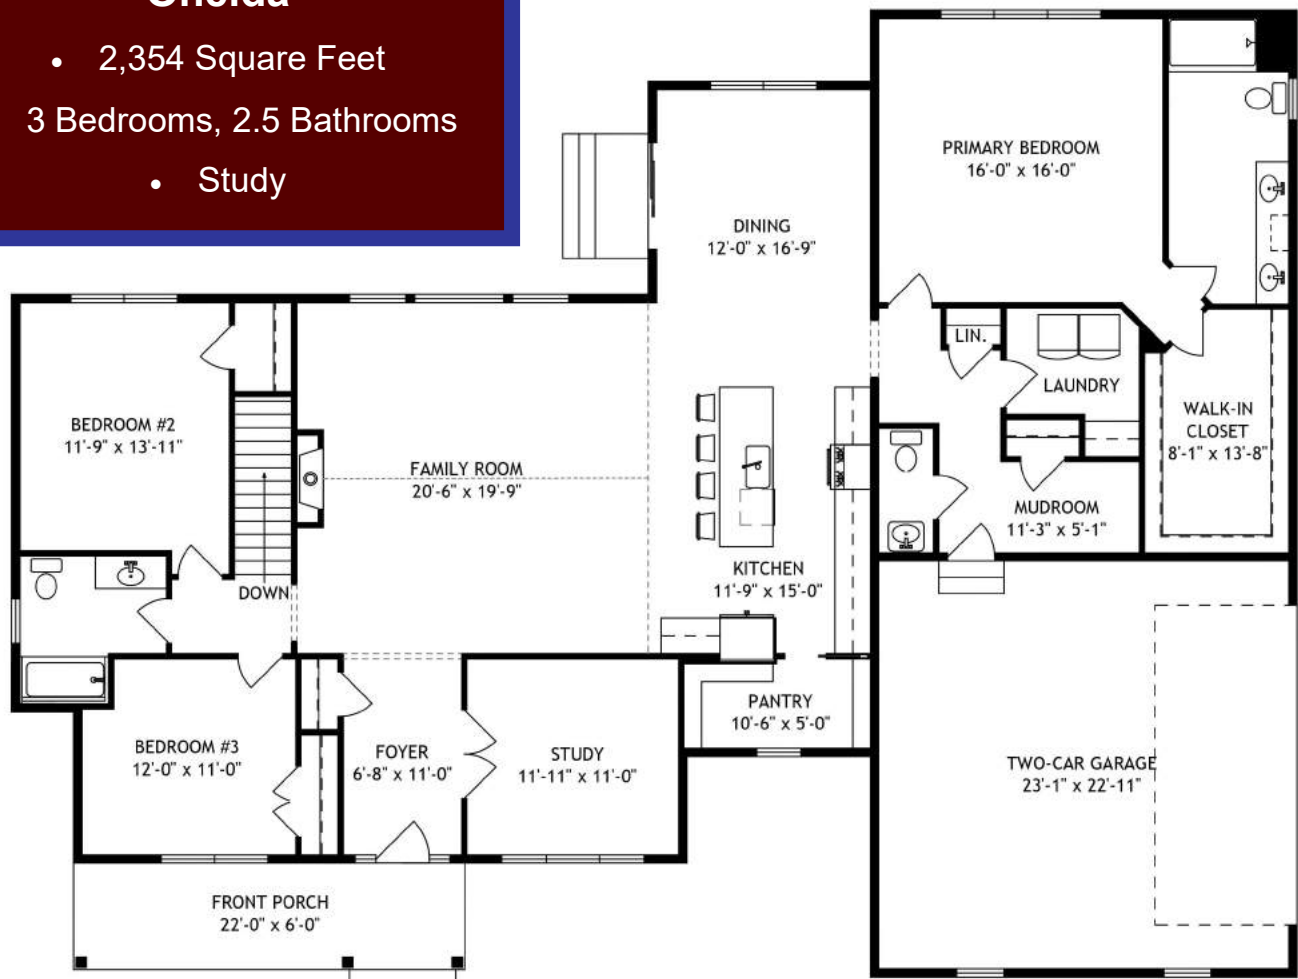 Oneida
• 2,354 Square Feet
3 Bedrooms, 2.5 Bathrooms
• Study
PRIMARY BEDROOM
16'-0" x 16'-0"
DINING
12'-0" x 16'-9"
LIN.
LAUNDRY
WALK-IN
CLOSET
8'-1" x 13'-8"
BEDROOM #2
11'-9" x 13'-11"
FAMILY ROOM
20'-6" x 19'-9"
MUDROOM
11'-3" x 5'-1"
KITCHEN
11'-9" x 15'-0"
DOWN
PANTRY
10'-6" x 5'-0"
BEDROOM #3
12'-0" x 11'-0"
FOYER
6'-8" x 11'-0"
STUDY
11'-11" x 11'-0"
TWO-CAR GARAGE
23'-1" x 22'-11"
FRONT PORCH
22'-0" x 6'-0"